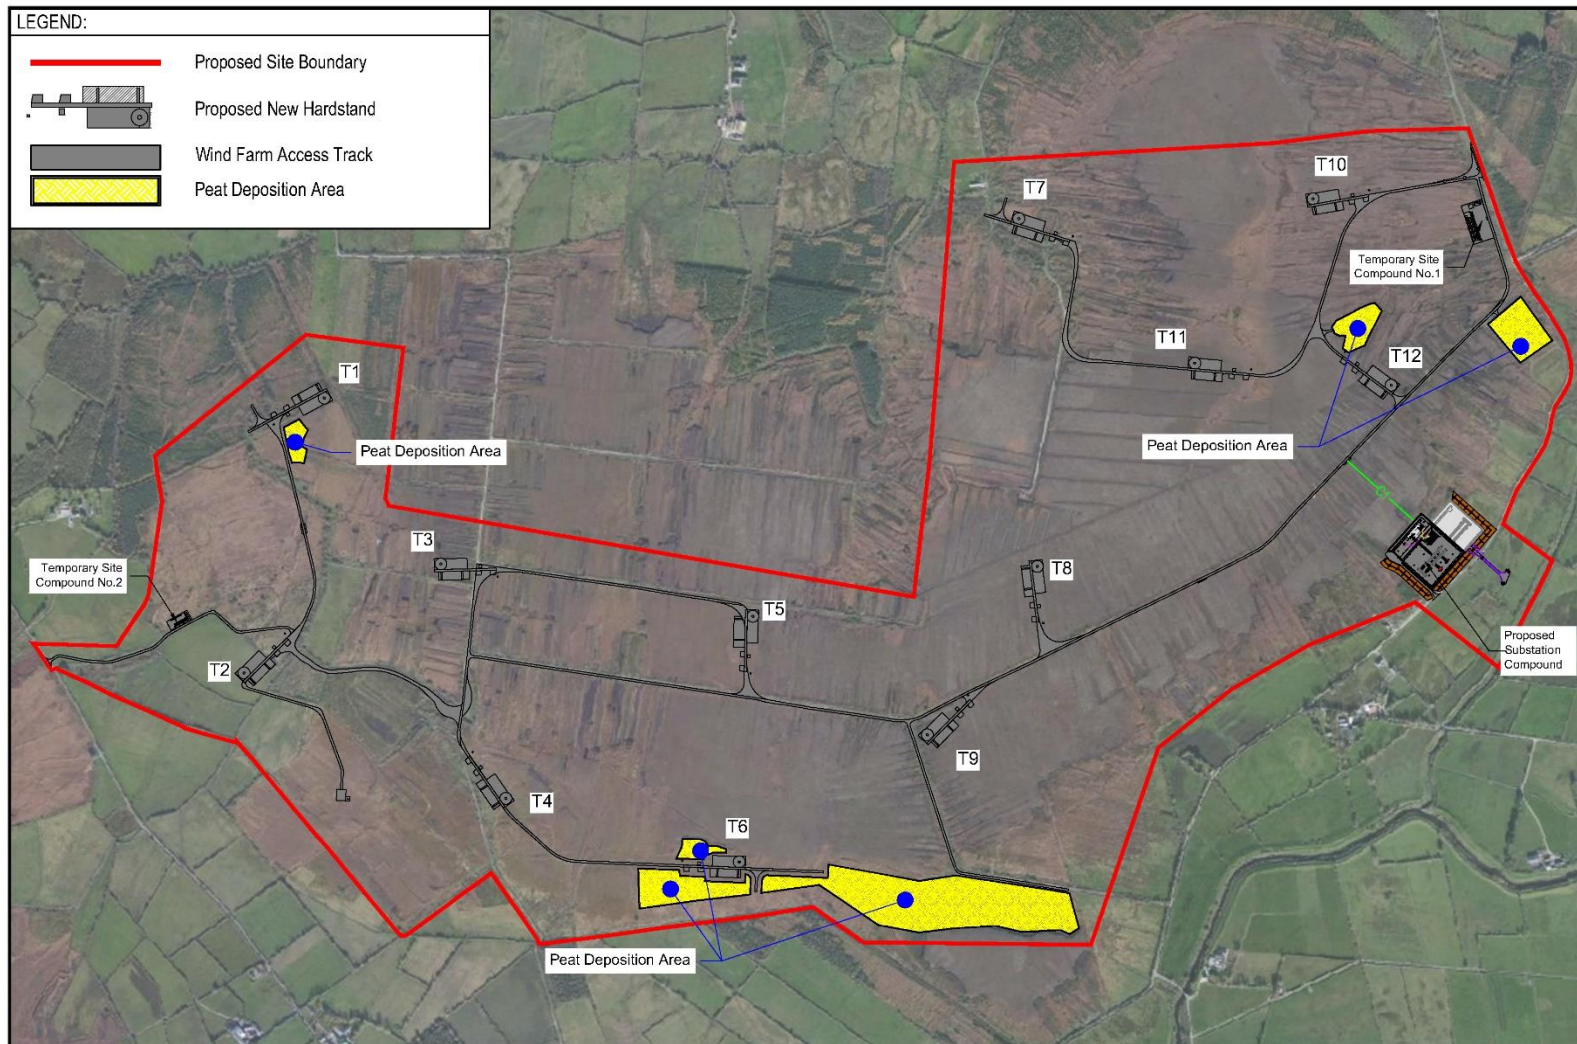 LEGEND:
Proposed Site Boundary
Proposed New Hardstand
Wind Farm Access Track
Peat Deposition Area
T10
T7
Temporary Site
Compound No.1
T11
T12
T1
Peat Deposition Area
Peat Deposition Area
T3
Temporary Site
Compound No.2
T8
T5
Proposed
Substation
Compound
T2
T9
T4
T6
Peat Deposition Area